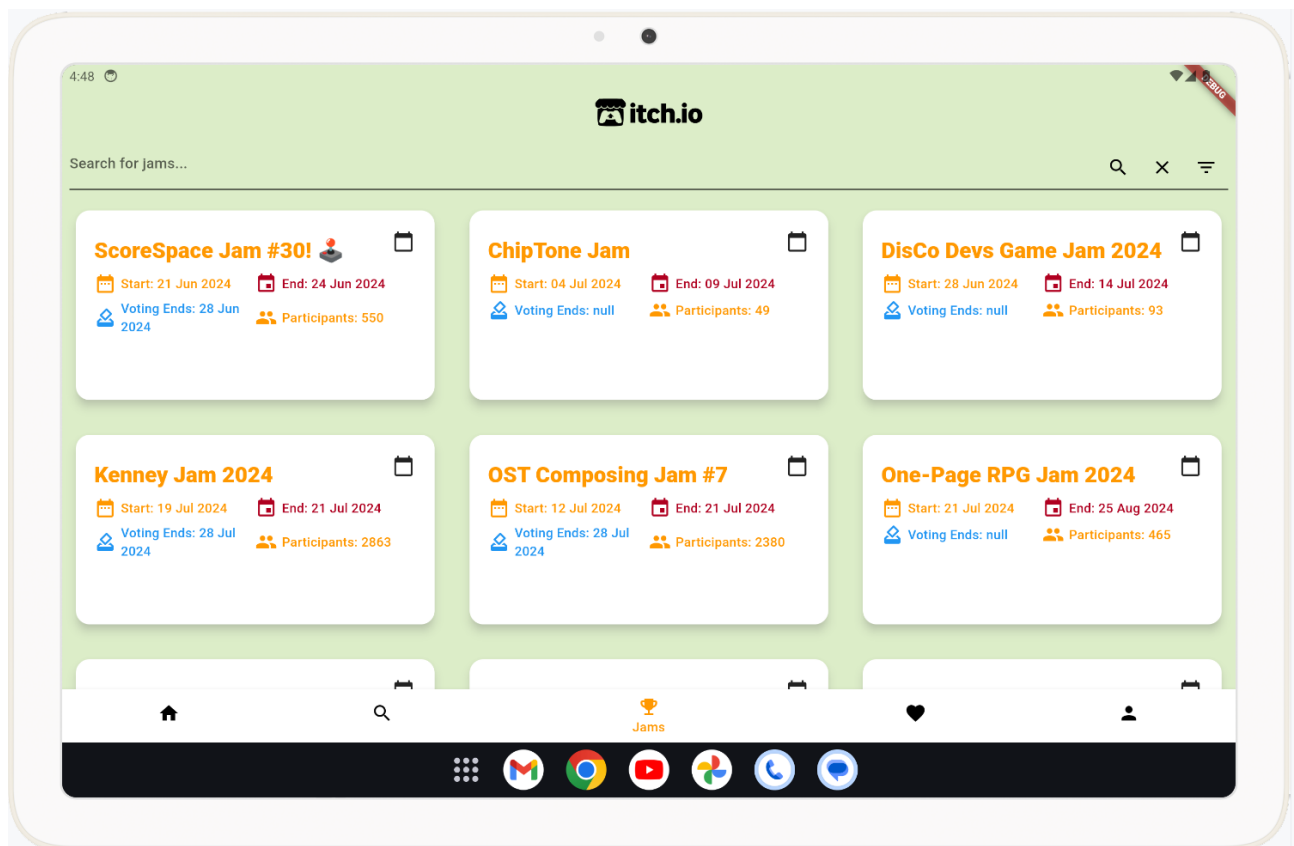 4:48
DEBUG
itch.io
Search for jams...
ScoreSpace Jam #30! 🕹️
Start: 21 Jun 2024
End: 24 Jun 2024
Voting Ends: 28 Jun
2024
Participants: 550
ChipTone Jam
Start: 04 Jul 2024
End: 09 Jul 2024
Voting Ends: null
Participants: 49
DisCo Devs Game Jam 2024
Start: 28 Jun 2024
End: 14 Jul 2024
Voting Ends: null
Participants: 93
Kenney Jam 2024
Start: 19 Jul 2024
End: 21 Jul 2024
Voting Ends: 28 Jul
2024
Participants: 2863
OST Composing Jam #7
Start: 12 Jul 2024
End: 21 Jul 2024
Voting Ends: 28 Jul
2024
Participants: 2380
One-Page RPG Jam 2024
Start: 21 Jul 2024
End: 25 Aug 2024
Voting Ends: null
Participants: 465
Jams